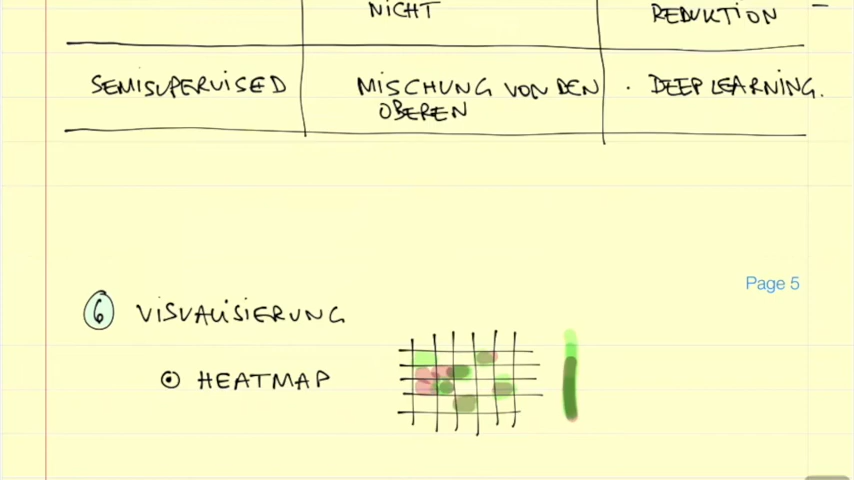 NICHT
REDUKTION
SEMISUPERVISED
MISCHUNG VON DEN
OBEREN
· DEEP LEARNING.
Page 5
6 VISUALISIERUNG
HEATMAP